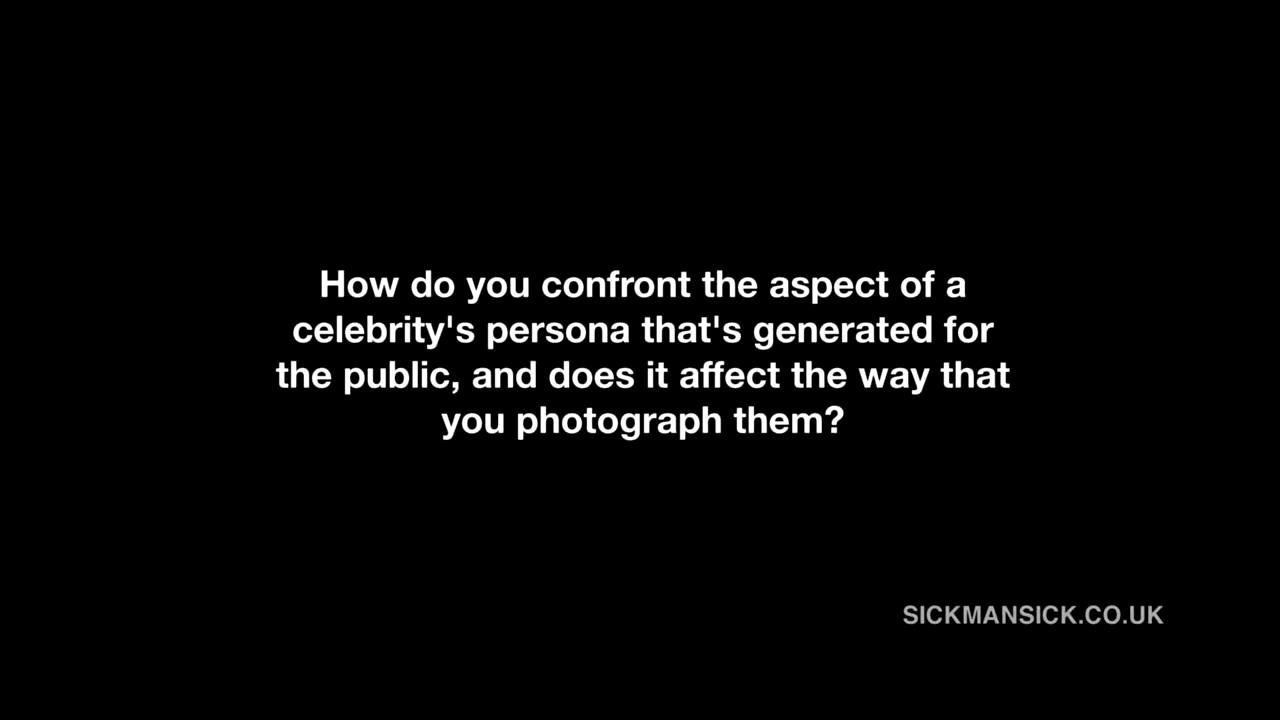 How do you confront the aspect of a
celebrity's persona that's generated for
the public, and does it affect the way that
you photograph them?
SICKMANSICK.CO.UK